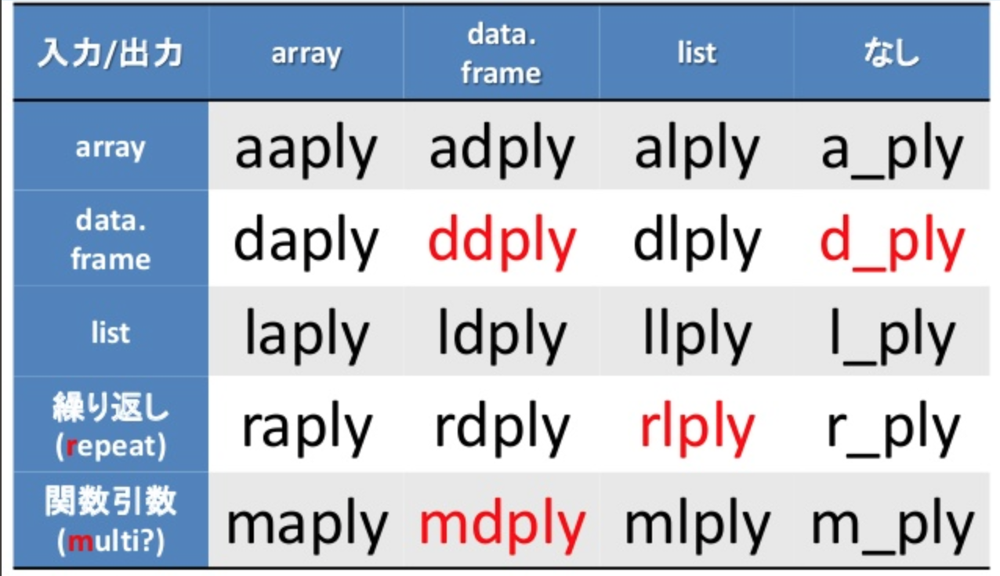 入力/出力 array data. frame list なし
array aaply adply alply a_ply
data. frame daply ddply dlply d_ply
list laply ldply llply l_ply
繰り返し (repeat) raply rdply rlply r_ply
関数引数 (multi?) maply mdply mlply m_ply